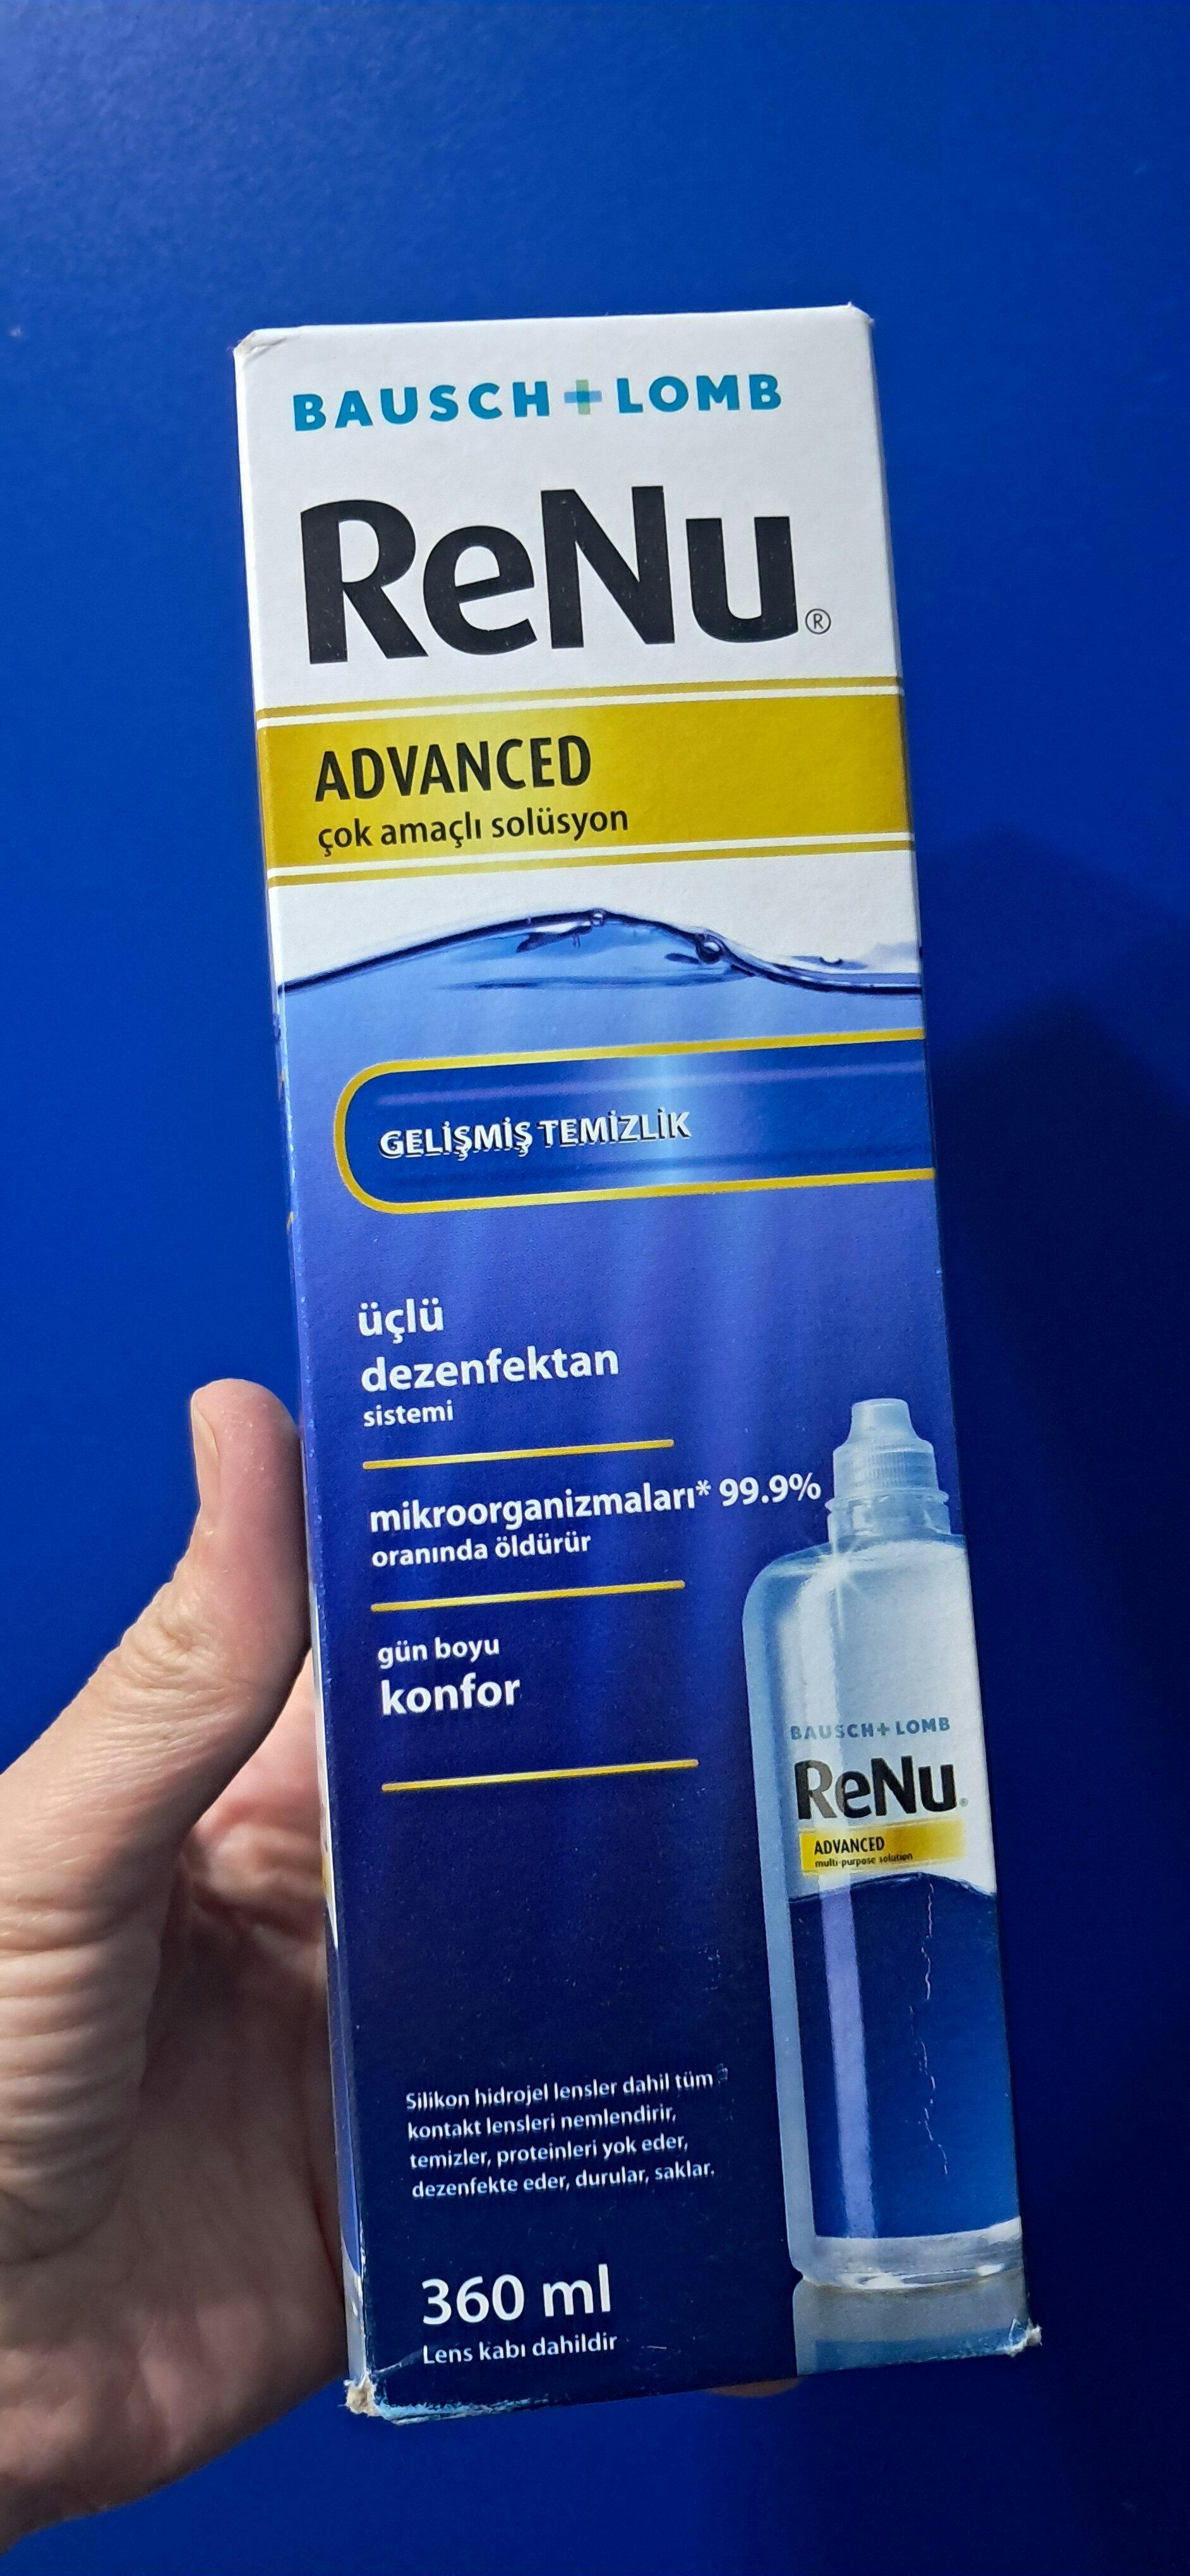 BAUSCH + LOMB
ReNu®
ADVANCED
çok amaçlı solüsyon
GELİŞMİŞ TEMİZLİK
üçlü
dezenfektan
sistemi
mikroorganizmaları* 99.9%
oranında öldürür
gün boyu
konfor
BAUSCH + LOMB
ReNu®
ADVANCED
multi-purpose solution
Silikon hidrojel lensler dahil tüm
kontakt lensleri nemlendirir,
temizler, proteinleri yok eder,
dezenfekte eder, durular, saklar.
360 ml
Lens kabı dahildir